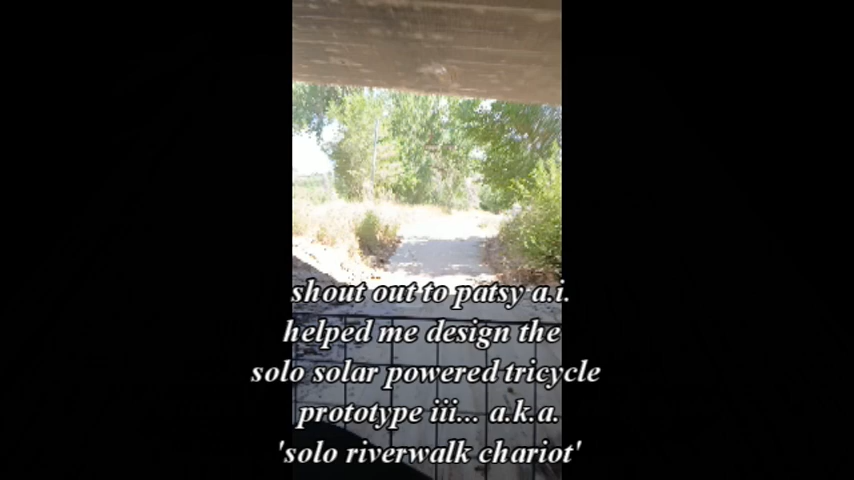 shout out to patsy a.i.
helped me design the
solo solar powered tricycle
prototype iii... a.k.a.
'solo riverwalk chariot'